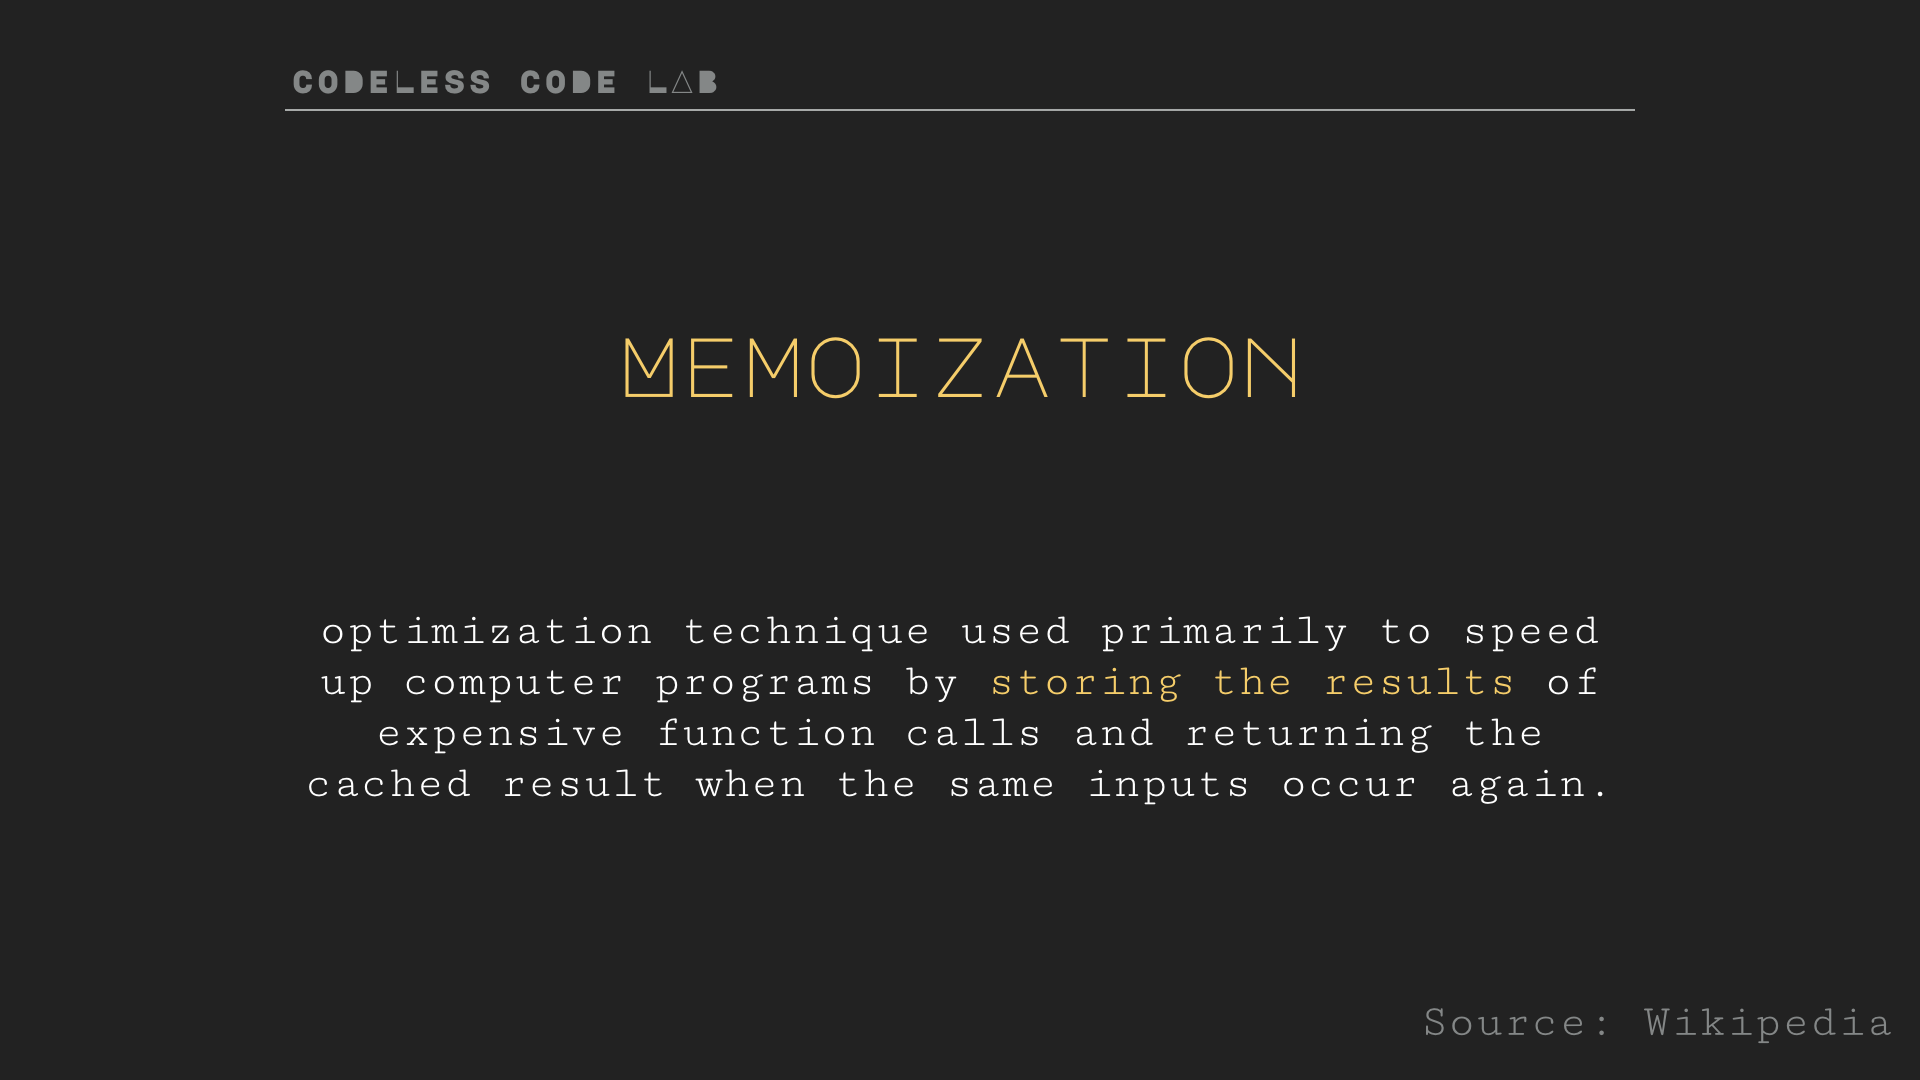 CODELESS CODE LAB
MEMOIZATION
optimization technique used primarily to speed
up computer programs by storing the results of
expensive function calls and returning the
cached result when the same inputs occur again.
Source: Wikipedia